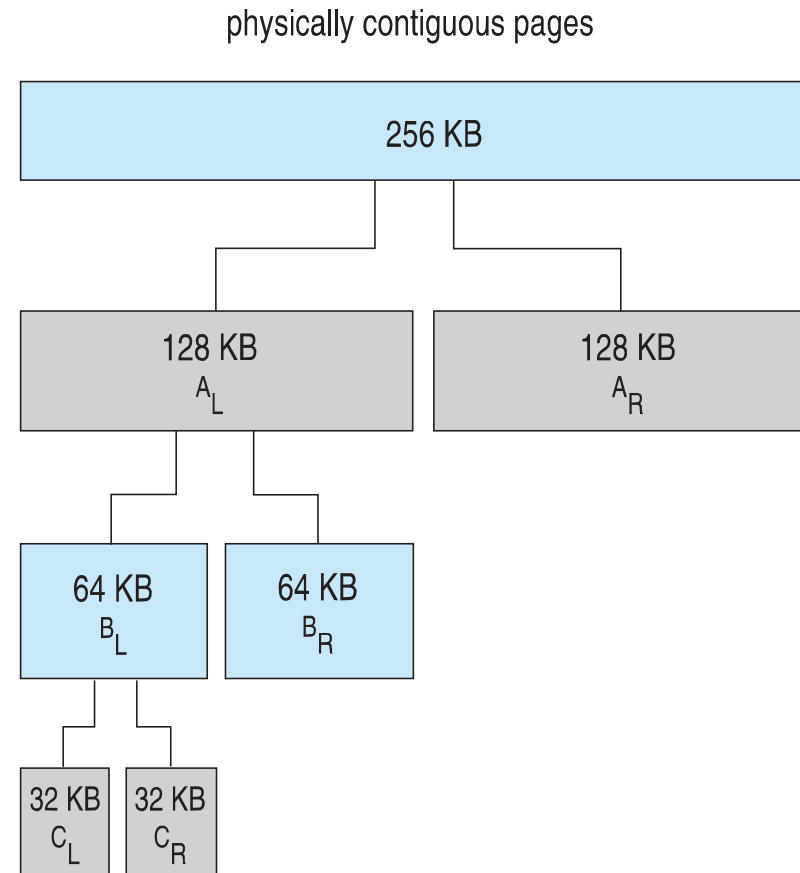 physically contiguous pages
256 KB
128 KB
A_L
128 KB
A_R
64 KB
B_L
64 KB
B_R
32 KB
C_L
32 KB
C_R